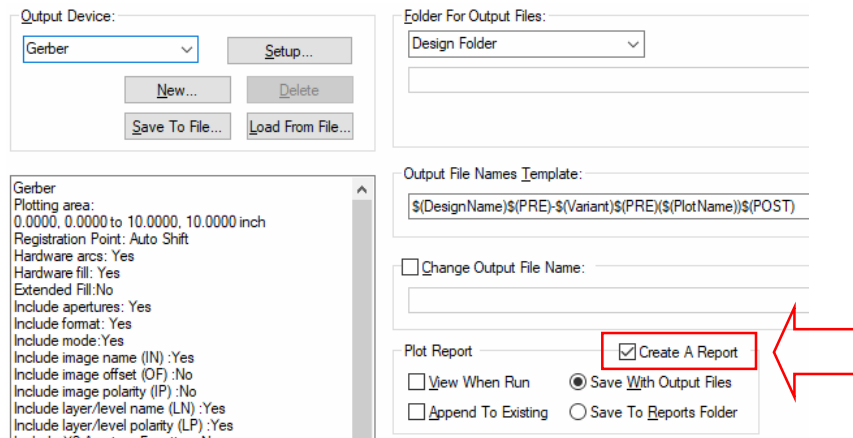 Output Device:
Gerber
Setup...
New...
Delete
Save To File...
Load From File...
Gerber
Plotting area:
0.0000, 0.0000 to 10.0000, 10.0000 inch
Registration Point: Auto Shift
Hardware arcs: Yes
Hardware fill: Yes
Extended Fill:No
Include apertures: Yes
Include format: Yes
Include mode:Yes
Include image name (IN) :Yes
Include image offset (OF) :No
Include image polarity (IP) :No
Include layer/level name (LN) :Yes
Include layer/level polarity (LP) :Yes
Folder For Output Files:
Design Folder
Output File Names Template:
$(DesignName)$(PRE)-$(Variant)$(PRE)($(PlotName))$(POST)
Change Output File Name:
Plot Report
Create A Report
View When Run
Save With Output Files
Append To Existing
Save To Reports Folder